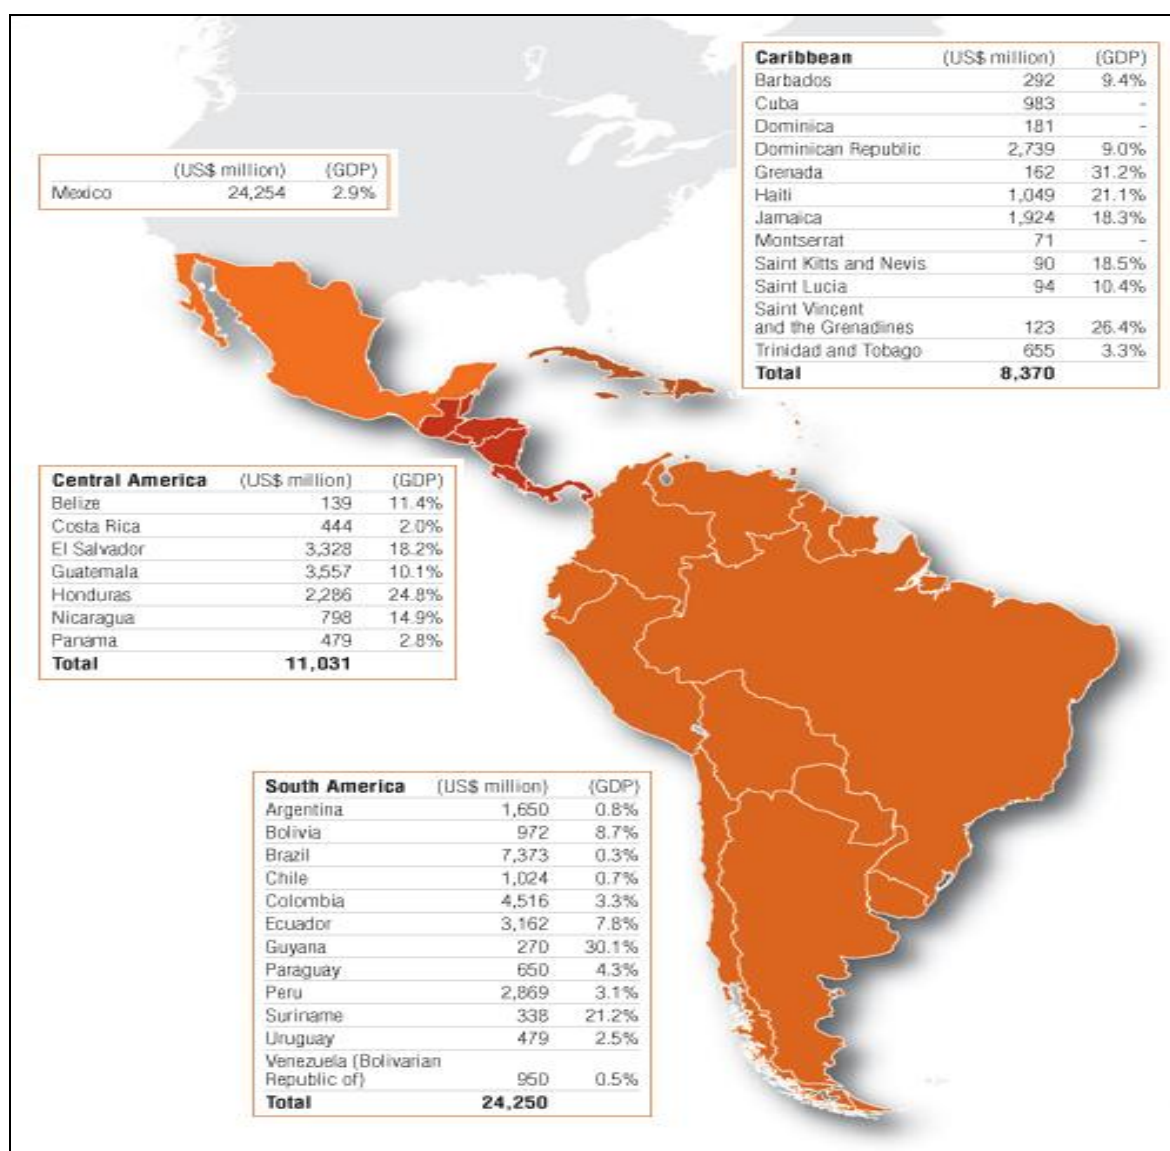 (US$ million) (GDP)
Mexico 24,254 2.9%
Caribbean (US$ million) (GDP)
Barbados 292 9.4%
Cuba 983 -
Dominica 181 -
Dominican Republic 2,739 9.0%
Grenada 162 31.2%
Haiti 1,049 21.1%
Jamaica 1,924 18.3%
Montserrat 71 -
Saint Kitts and Nevis 90 18.5%
Saint Lucia 94 10.4%
Saint Vincent
and the Grenadines 123 26.4%
Trinidad and Tobago 655 3.3%
Total 8,370
Central America (US$ million) (GDP)
Belize 139 11.4%
Costa Rica 444 2.0%
El Salvador 3,328 18.2%
Guatemala 3,557 10.1%
Honduras 2,286 24.8%
Nicaragua 798 14.9%
Panama 479 2.8%
Total 11,031
South America (US$ million) (GDP)
Argentina 1,650 0.8%
Bolivia 972 8.7%
Brazil 7,373 0.3%
Chile 1,024 0.7%
Colombia 4,516 3.3%
Ecuador 3,162 7.8%
Guyana 270 30.1%
Paraguay 650 4.3%
Peru 2,869 3.1%
Suriname 338 21.2%
Uruguay 479 2.5%
Venezuela (Bolivarian
Republic of) 950 0.5%
Total 24,250